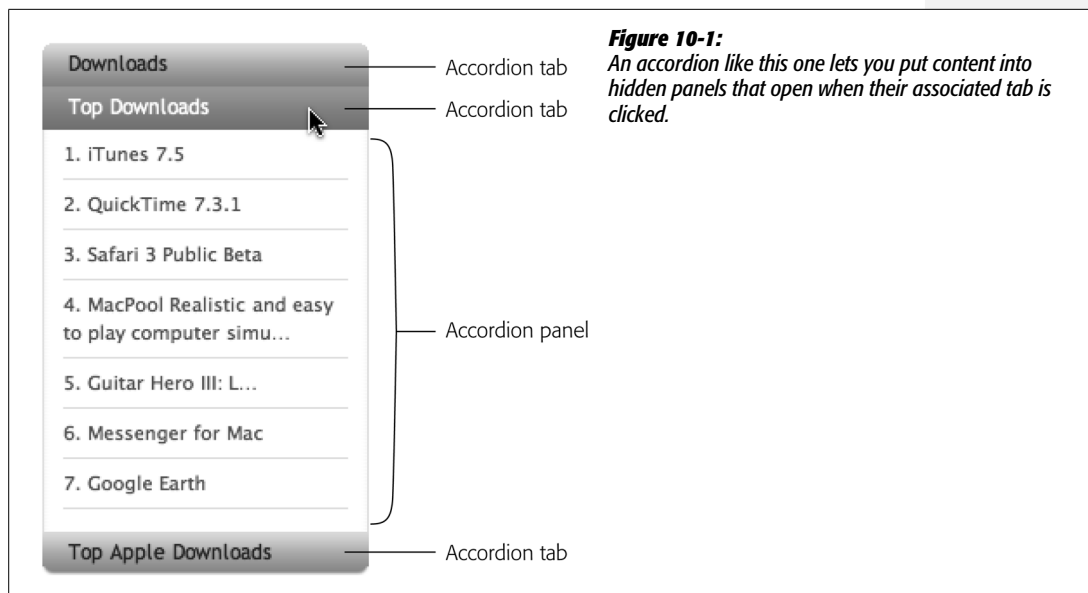 Figure 10-1:
An accordion like this one lets you put content into
hidden panels that open when their associated tab is
clicked.
Downloads
Accordion tab
Top Downloads
Accordion tab
1. iTunes 7.5
2. QuickTime 7.3.1
3. Safari 3 Public Beta
4. MacPool Realistic and easy
to play computer simu...
Accordion panel
5. Guitar Hero III: L...
6. Messenger for Mac
7. Google Earth
Top Apple Downloads
Accordion tab